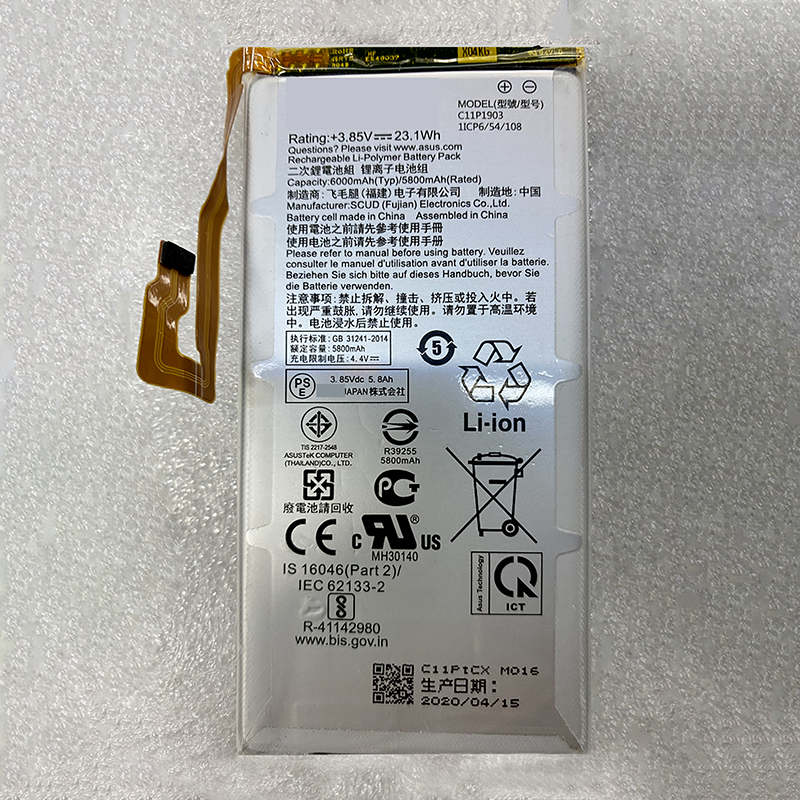 RoHS
HF
X04KG
⊕ ⊖
MODEL(型號/型号)
C11P1903
1ICP6/54/108
Rating:+3.85V⎓23.1Wh
Questions? Please visit www.asus.com
Rechargeable Li-Polymer Battery Pack
二次鋰電池組 锂离子电池组
Capacity:6000mAh(Typ)/5800mAh(Rated)
制造商：飞毛腿(福建)电子有限公司 制造地：中国
Manufacturer:SCUD (Fujian) Electronics Co.,Ltd.
Battery cell made in China Assembled in China
使用電池之前請先參考使用手冊
使用电池之前请先参考使用手册
Please refer to manual before using battery. Veuillez
consulter le manuel d'utilisation avant d'utiliser la batterie.
Beziehen Sie sich bitte auf dieses Handbuch, bevor Sie
die Batterie verwenden.
注意事项：禁止拆解、撞击、挤压或投入火中。若
出现严重鼓胀，请勿继续使用。请勿置于高温环境
中。电池浸水后禁止使用！
执行标准：GB 31241-2014
额定容量：5800mAh
充电限制电压：4.4V⎓
5
PS
E
3.85Vdc 5.8Ah
JAPAN株式会社
Li-ion
TIS 2217-2548
ASUSTeK COMPUTER
(THAILAND)CO., LTD.
R39255
5800mAh
廢電池請回收
PCT
CE
c RU® US
MH30140
IS 16046(Part 2)/
IEC 62133-2
R-41142980
www.bis.gov.in
Asus Technology
ICT
C11PtCX M016
生产日期：
2020/04/15